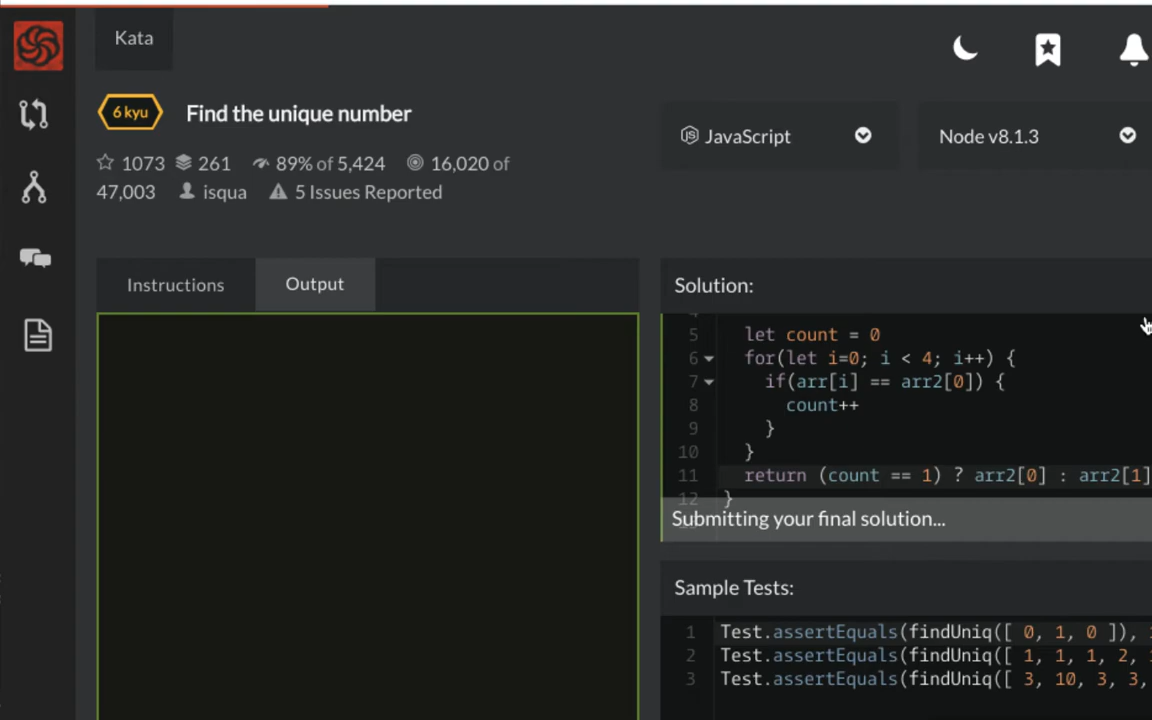 Kata
6 kyu
Find the unique number
JavaScript
Node v8.1.3
1073 261 89% of 5,424 16,020 of
47,003 isqua 5 Issues Reported
Instructions
Output
Solution:
5 let count = 0
6 for(let i=0; i < 4; i++) {
7 if(arr[i] == arr2[0]) {
8 count++
9 }
10 }
11 return (count == 1) ? arr2[0] : arr2[1]
12 }
Submitting your final solution...
Sample Tests:
1 Test.assertEquals(findUniq([ 0, 1, 0 ]),
2 Test.assertEquals(findUniq([ 1, 1, 1, 2,
3 Test.assertEquals(findUniq([ 3, 10, 3, 3,